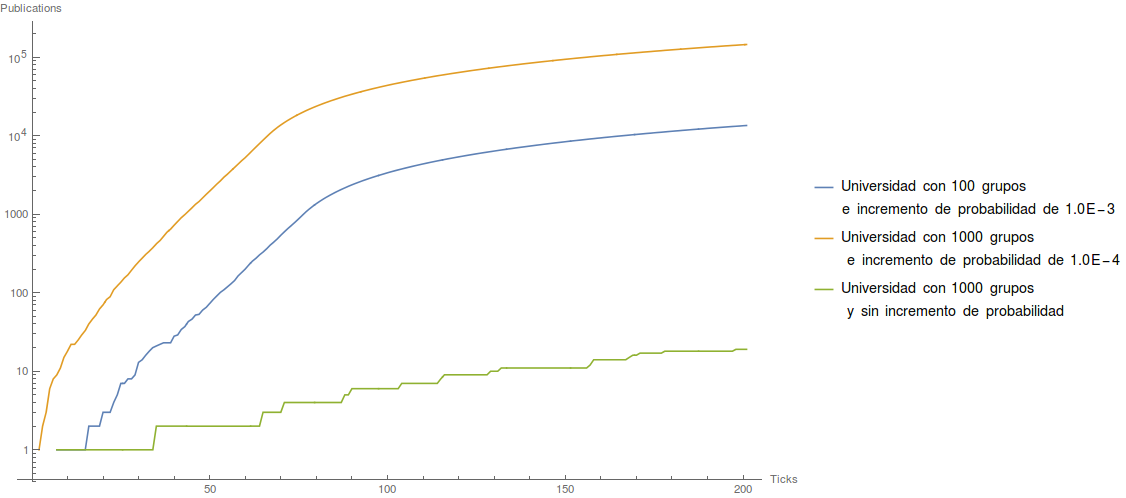 Publications
10^5
10^4
1000
100
10
1
50
100
150
200
Ticks
Universidad con 100 grupos
e incremento de probabilidad de 1.0E-3
Universidad con 1000 grupos
e incremento de probabilidad de 1.0E-4
Universidad con 1000 grupos
y sin incremento de probabilidad